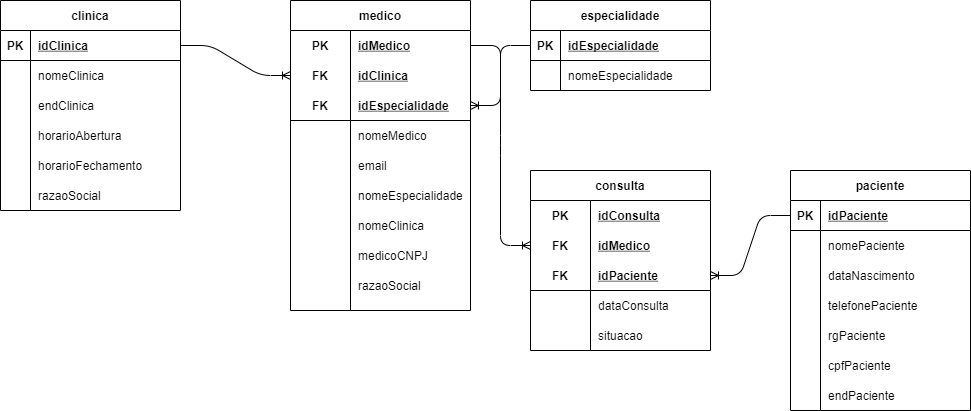 clinica
PK idClinica
nomeClinica
endClinica
horarioAbertura
horarioFechamento
razaoSocial
medico
PK idMedico
FK idClinica
FK idEspecialidade
nomeMedico
email
nomeEspecialidade
nomeClinica
medicoCNPJ
razaoSocial
especialidade
PK idEspecialidade
nomeEspecialidade
consulta
PK idConsulta
FK idMedico
FK idPaciente
dataConsulta
situacao
paciente
PK idPaciente
nomePaciente
dataNascimento
telefonePaciente
rgPaciente
cpfPaciente
endPaciente